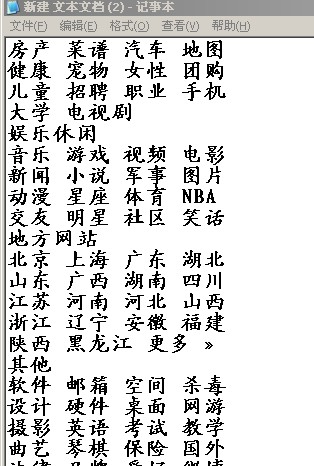 新建 文本文档 (2) - 记事本
文件(F) 编辑(E) 格式(O) 查看(V) 帮助(H)
房产 菜谱 汽车 地图
健康 宠物 女性 团购
儿童 招聘 职业 手机
大学 电视剧
娱乐休闲
音乐 游戏 视频 电影
新闻 小说 军事 图片
动漫 星座 体育 NBA
交友 明星 社区 笑话
地方网站
北京 上海 广东 湖北
山东 广西 湖南 四川
江苏 河南 河北 山西
浙江 辽宁 安徽 福建
陕西 黑龙江 更多 »
其他
软件 邮箱 空间 杀毒
设计 硬件 桌面 网游
摄影 英语 考试 教学
曲艺 琴棋 保险 国外